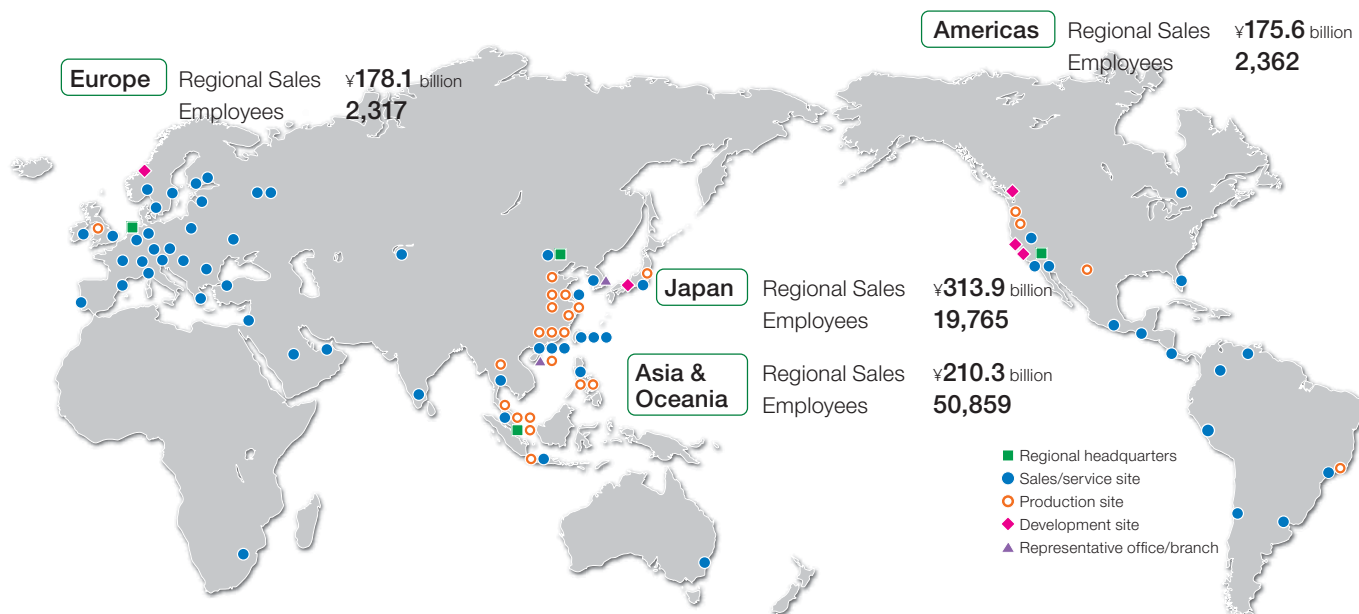 Americas
Regional Sales ¥175.6 billion
Employees 2,362
Europe
Regional Sales ¥178.1 billion
Employees 2,317
Japan
Regional Sales ¥313.9 billion
Employees 19,765
Asia &
Oceania
Regional Sales ¥210.3 billion
Employees 50,859
Regional headquarters
Sales/service site
Production site
Development site
Representative office/branch